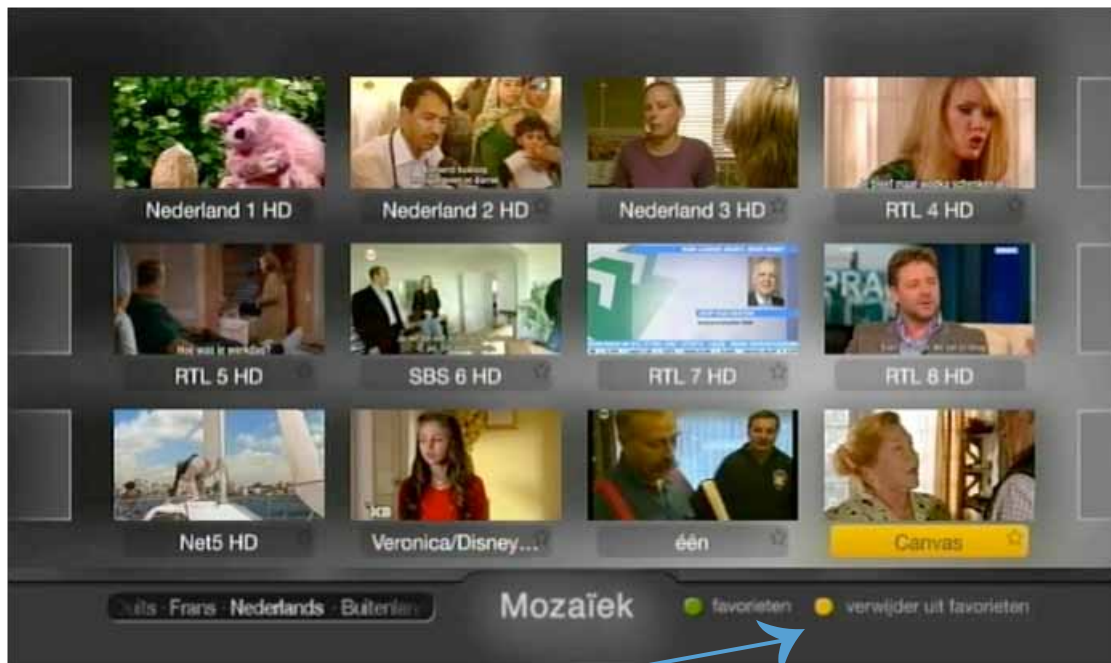 Nederland 1 HD
Nederland 2 HD
Nederland 3 HD
RTL 4 HD
RTL 5 HD
SBS 6 HD
RTL 7 HD
RTL 8 HD
Net5 HD
Veronica/Disney...
één
Canvas
Frans · Nederlands · Buitenlan
Mozaïek
favorieten
verwijder uit favorieten